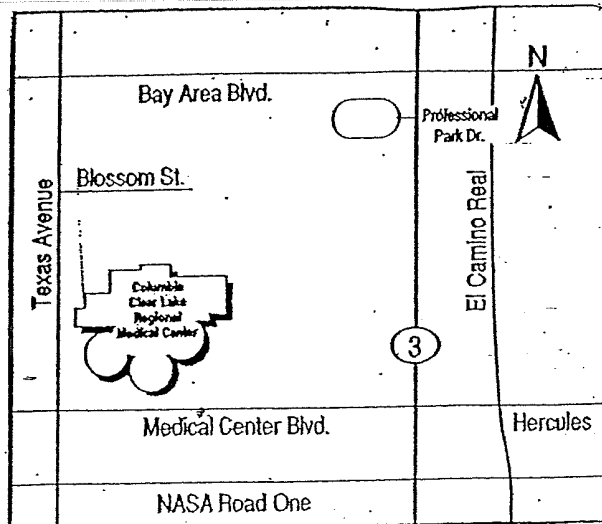 N
Bay Area Blvd.
Professional
Park Dr.
Blossom St.
Texas Avenue
El Camino Real
Columbia
Clear Lake
Regional
Medical Center
3
Medical Center Blvd.
Hercules
NASA Road One